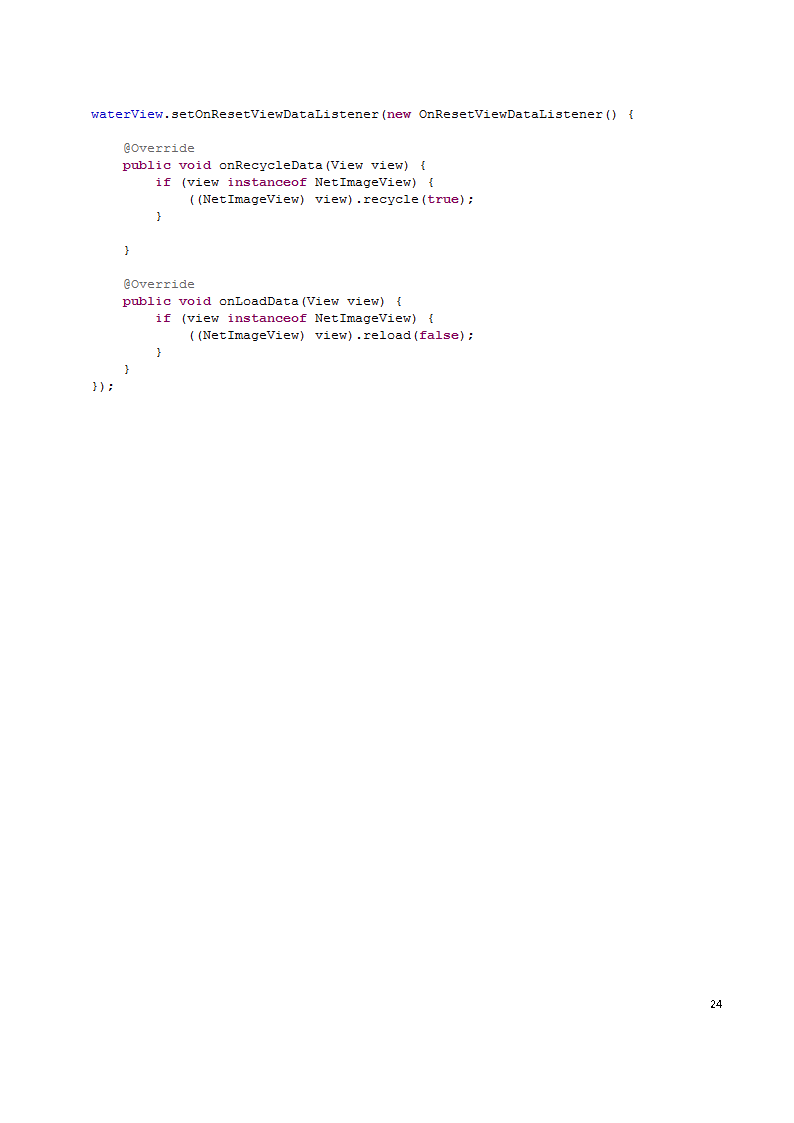 waterView.setOnResetViewDataListener(new OnResetViewDataListener() {

    @Override
    public void onRecycleData(View view) {
        if (view instanceof NetImageView) {
            ((NetImageView) view).recycle(true);
        }

    }

    @Override
    public void onLoadData(View view) {
        if (view instanceof NetImageView) {
            ((NetImageView) view).reload(false);
        }
    }
});
24